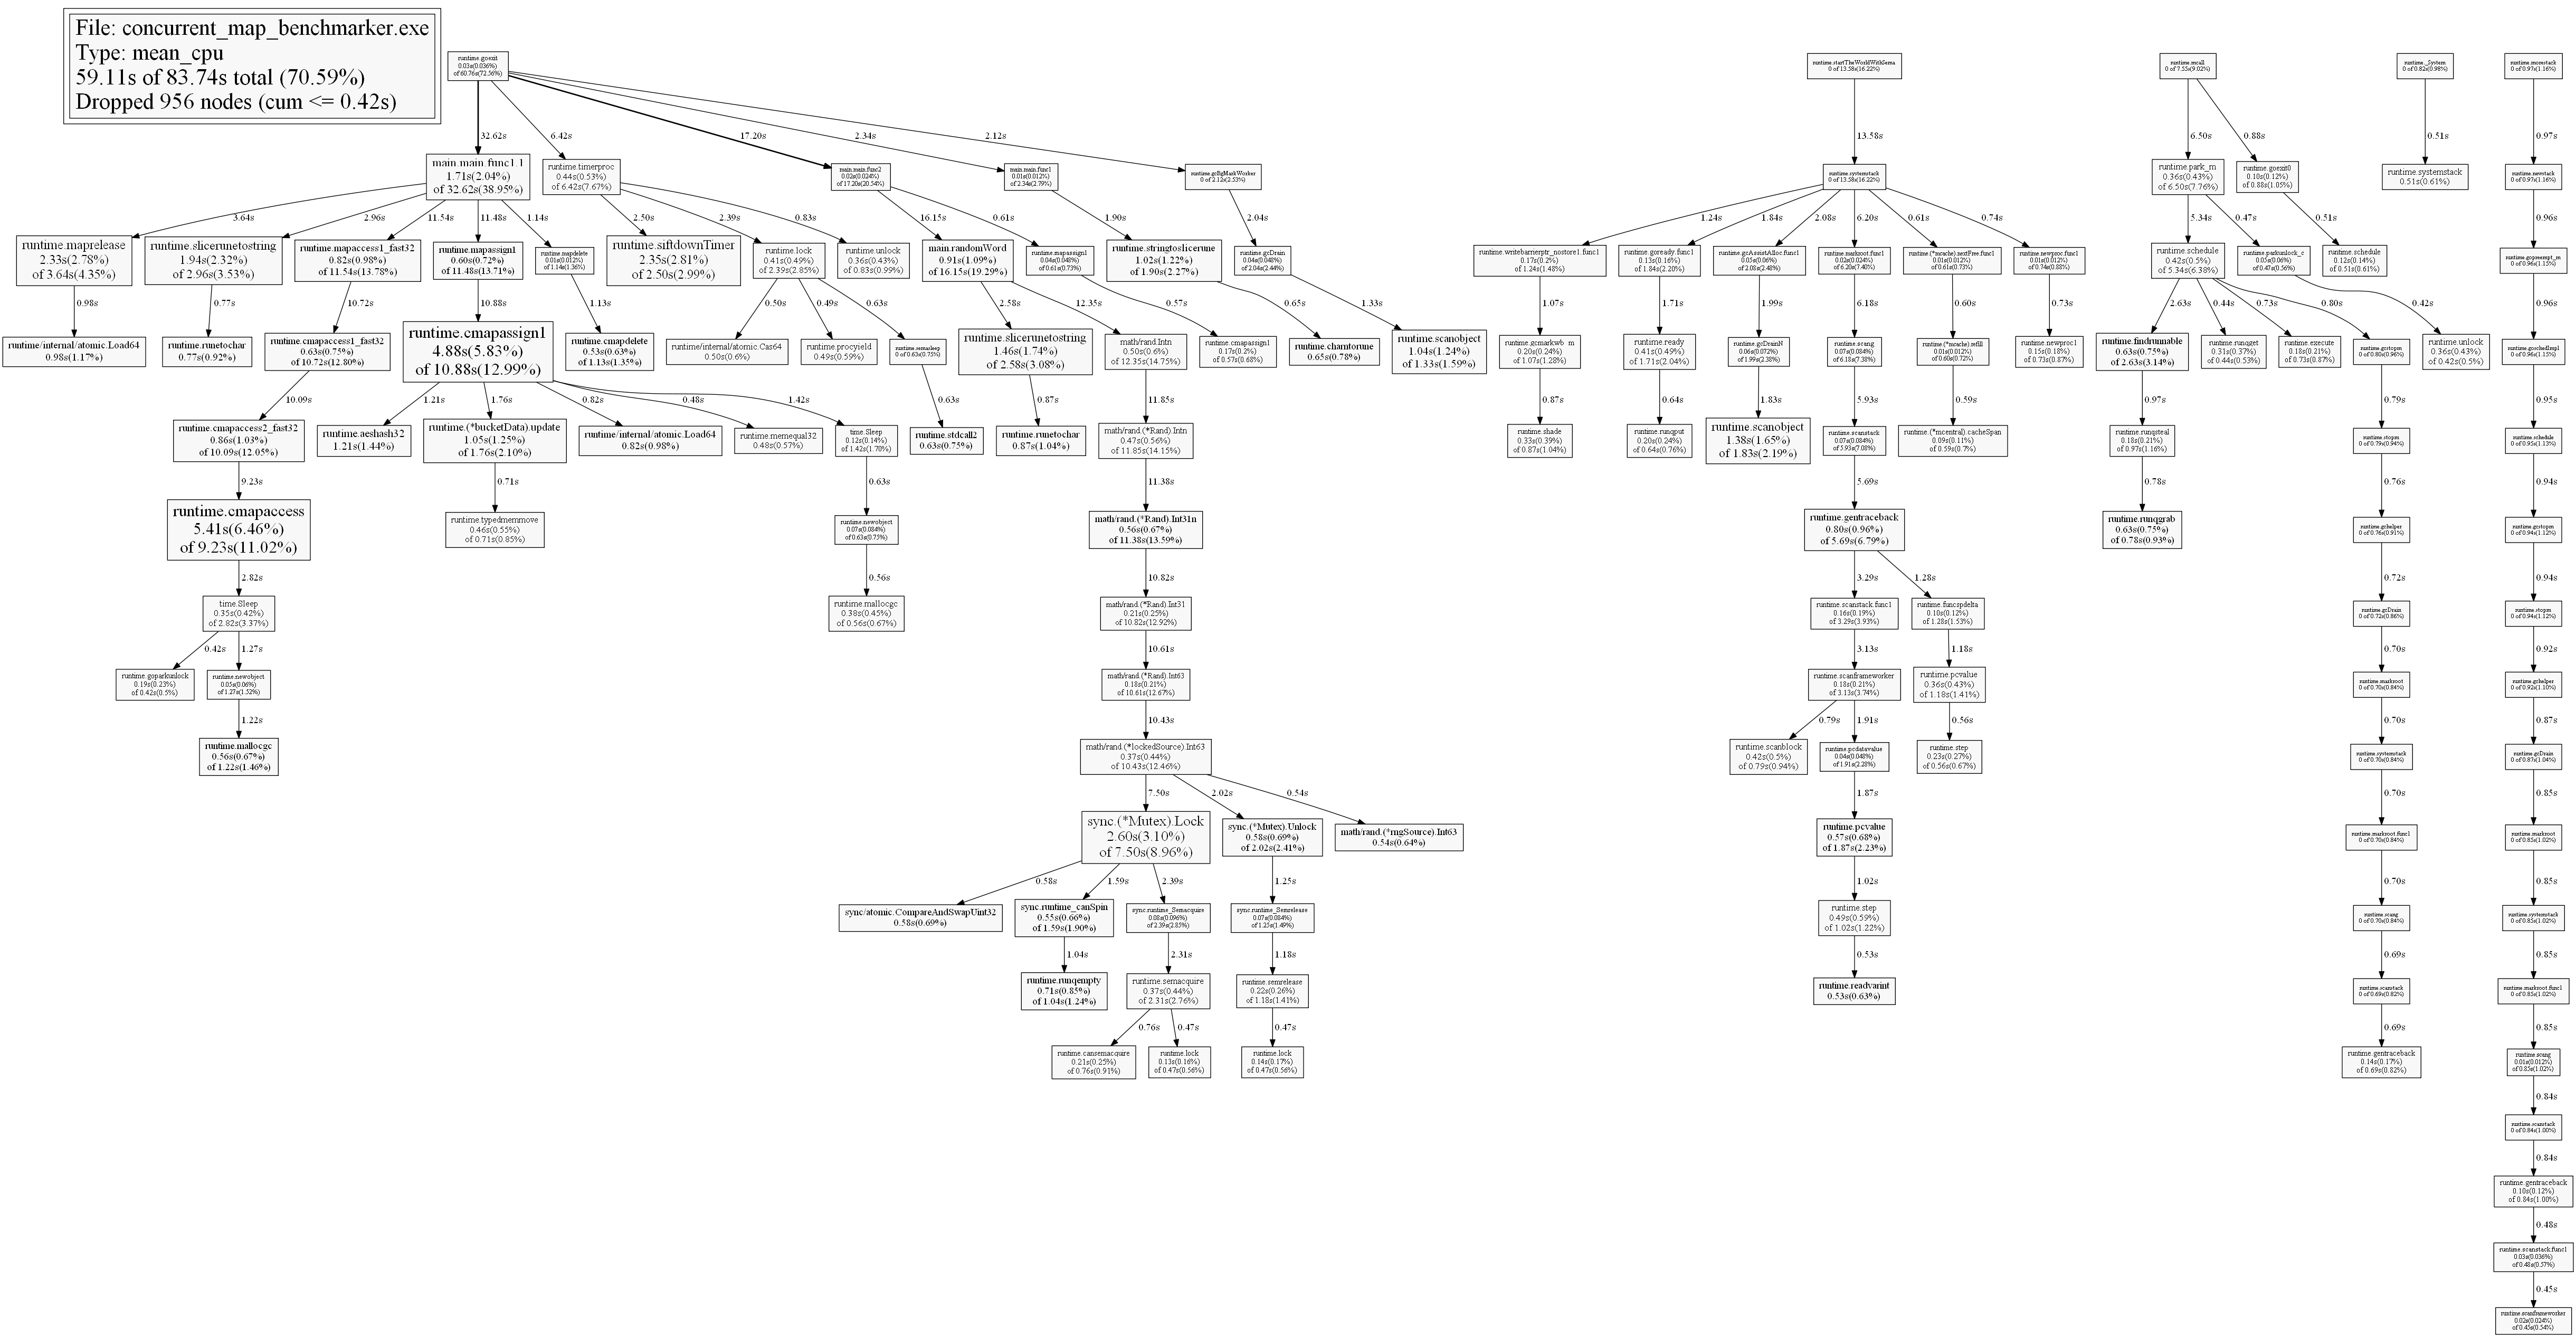 File: concurrent_map_benchmarker.exe
Type: mean_cpu
59.11s of 83.74s total (70.59%)
Dropped 956 nodes (cum <= 0.42s)
runtime.goexit
0.03s(0.036%)
of 60.76s(72.56%)
runtime.startTheWorldWithSema
0 of 13.58s(16.22%)
runtime.mcall
0 of 7.55s(9.02%)
runtime._System
0 of 0.82s(0.98%)
runtime.morestack
0 of 0.97s(1.16%)
32.62s
6.42s
17.20s
2.34s
2.12s
13.58s
6.50s
0.88s
0.51s
0.97s
main.main.func1.1
1.71s(2.04%)
of 32.62s(38.95%)
runtime.timerproc
0.44s(0.53%)
of 6.42s(7.67%)
main.main.func2
0.02s(0.024%)
of 17.20s(20.54%)
main.main.func1
0.01s(0.012%)
of 2.34s(2.79%)
runtime.gcBgMarkWorker
0 of 2.12s(2.53%)
runtime.systemstack
0 of 13.58s(16.22%)
runtime.park_m
0.36s(0.43%)
of 6.50s(7.76%)
runtime.goexit0
0.10s(0.12%)
of 0.88s(1.05%)
runtime.systemstack
0.51s(0.61%)
runtime.newstack
0 of 0.97s(1.16%)
3.64s
2.96s
11.54s
11.48s
1.14s
2.50s
2.39s
0.83s
16.15s
0.61s
1.90s
2.04s
1.24s
1.84s
2.08s
6.20s
0.61s
0.74s
5.34s
0.47s
0.51s
0.96s
runtime.maprelease
2.33s(2.78%)
of 3.64s(4.35%)
runtime.slicerunetostring
1.94s(2.32%)
of 2.96s(3.53%)
runtime.mapaccess1_fast32
0.82s(0.98%)
of 11.54s(13.78%)
runtime.mapassign1
0.60s(0.72%)
of 11.48s(13.71%)
runtime.mapdelete
0.01s(0.012%)
of 1.14s(1.36%)
runtime.siftdownTimer
2.35s(2.81%)
of 2.50s(2.99%)
runtime.lock
0.41s(0.49%)
of 2.39s(2.85%)
runtime.unlock
0.36s(0.43%)
of 0.83s(0.99%)
main.randomWord
0.91s(1.09%)
of 16.15s(19.29%)
runtime.mapassign1
0.04s(0.048%)
of 0.61s(0.73%)
runtime.stringtoslicerune
1.02s(1.22%)
of 1.90s(2.27%)
runtime.gcDrain
0.04s(0.048%)
of 2.04s(2.44%)
runtime.writebarrierptr_nostore1.func1
0.17s(0.2%)
of 1.24s(1.48%)
runtime.goready.func1
0.13s(0.16%)
of 1.84s(2.20%)
runtime.gcAssistAlloc.func1
0.05s(0.06%)
of 2.08s(2.48%)
runtime.markroot.func1
0.02s(0.024%)
of 6.20s(7.40%)
runtime.(*mcache).nextFree.func1
0.01s(0.012%)
of 0.61s(0.73%)
runtime.newproc.func1
0.01s(0.012%)
of 0.74s(0.88%)
runtime.schedule
0.42s(0.5%)
of 5.34s(6.38%)
runtime.parkunlock_c
0.05s(0.06%)
of 0.47s(0.56%)
runtime.schedule
0.12s(0.14%)
of 0.51s(0.61%)
runtime.gopreempt_m
0 of 0.96s(1.15%)
0.98s
0.77s
10.72s
10.88s
1.13s
0.50s
0.49s
0.63s
2.58s
12.35s
0.57s
0.65s
1.33s
1.07s
1.71s
1.99s
6.18s
0.60s
0.73s
2.63s
0.44s
0.73s
0.80s
0.42s
0.96s
runtime/internal/atomic.Load64
0.98s(1.17%)
runtime.runetochar
0.77s(0.92%)
runtime.cmapaccess1_fast32
0.63s(0.75%)
of 10.72s(12.80%)
runtime.cmapassign1
4.88s(5.83%)
of 10.88s(12.99%)
runtime.cmapdelete
0.53s(0.63%)
of 1.13s(1.35%)
runtime/internal/atomic.Cas64
0.50s(0.6%)
runtime.procyield
0.49s(0.59%)
runtime.semasleep
0 of 0.63s(0.75%)
runtime.slicerunetostring
1.46s(1.74%)
of 2.58s(3.08%)
math/rand.Intn
0.50s(0.6%)
of 12.35s(14.75%)
runtime.cmapassign1
0.17s(0.2%)
of 0.57s(0.68%)
runtime.charntorune
0.65s(0.78%)
runtime.scanobject
1.04s(1.24%)
of 1.33s(1.59%)
runtime.gcmarkwb_m
0.20s(0.24%)
of 1.07s(1.28%)
runtime.ready
0.41s(0.49%)
of 1.71s(2.04%)
runtime.gcDrainN
0.06s(0.072%)
of 1.99s(2.38%)
runtime.scang
0.07s(0.084%)
of 6.18s(7.38%)
runtime.(*mcache).refill
0.01s(0.012%)
of 0.60s(0.72%)
runtime.newproc1
0.15s(0.18%)
of 0.73s(0.87%)
runtime.findrunnable
0.63s(0.75%)
of 2.63s(3.14%)
runtime.runqget
0.31s(0.37%)
of 0.44s(0.53%)
runtime.execute
0.18s(0.21%)
of 0.73s(0.87%)
runtime.gcstopm
0 of 0.80s(0.96%)
runtime.unlock
0.36s(0.43%)
of 0.42s(0.5%)
runtime.goschedImpl
0 of 0.96s(1.15%)
10.09s
1.21s
1.76s
0.82s
0.48s
1.42s
0.63s
0.87s
11.85s
0.87s
0.64s
1.83s
5.93s
0.59s
0.97s
0.79s
0.95s
runtime.cmapaccess2_fast32
0.86s(1.03%)
of 10.09s(12.05%)
runtime.aeshash32
1.21s(1.44%)
runtime.(*bucketData).update
1.05s(1.25%)
of 1.76s(2.10%)
runtime/internal/atomic.Load64
0.82s(0.98%)
runtime.memequal32
0.48s(0.57%)
time.Sleep
0.12s(0.14%)
of 1.42s(1.70%)
runtime.stdcall2
0.63s(0.75%)
runtime.runetochar
0.87s(1.04%)
math/rand.(*Rand).Intn
0.47s(0.56%)
of 11.85s(14.15%)
runtime.shade
0.33s(0.39%)
of 0.87s(1.04%)
runtime.runqput
0.20s(0.24%)
of 0.64s(0.76%)
runtime.scanobject
1.38s(1.65%)
of 1.83s(2.19%)
runtime.scanstack
0.07s(0.084%)
of 5.93s(7.08%)
runtime.(*mcentral).cacheSpan
0.09s(0.11%)
of 0.59s(0.7%)
runtime.runqsteal
0.18s(0.21%)
of 0.97s(1.16%)
runtime.stopm
0 of 0.79s(0.94%)
runtime.schedule
0 of 0.95s(1.13%)
9.23s
0.71s
0.63s
11.38s
5.69s
0.78s
0.76s
0.94s
runtime.cmapaccess
5.41s(6.46%)
of 9.23s(11.02%)
runtime.typedmemmove
0.46s(0.55%)
of 0.71s(0.85%)
runtime.newobject
0.07s(0.084%)
of 0.63s(0.75%)
math/rand.(*Rand).Int31n
0.56s(0.67%)
of 11.38s(13.59%)
runtime.gentraceback
0.80s(0.96%)
of 5.69s(6.79%)
runtime.runqgrab
0.63s(0.75%)
of 0.78s(0.93%)
runtime.gchelper
0 of 0.76s(0.91%)
runtime.gcstopm
0 of 0.94s(1.12%)
2.82s
0.56s
10.82s
3.29s
1.28s
0.72s
0.94s
time.Sleep
0.35s(0.42%)
of 2.82s(3.37%)
runtime.mallocgc
0.38s(0.45%)
of 0.56s(0.67%)
math/rand.(*Rand).Int31
0.21s(0.25%)
of 10.82s(12.92%)
runtime.scanstack.func1
0.16s(0.19%)
of 3.29s(3.93%)
runtime.funcspdelta
0.10s(0.12%)
of 1.28s(1.53%)
runtime.gcDrain
0 of 0.72s(0.86%)
runtime.stopm
0 of 0.94s(1.12%)
0.42s
1.27s
10.61s
3.13s
1.18s
0.70s
0.92s
runtime.goparkunlock
0.19s(0.23%)
of 0.42s(0.5%)
runtime.newobject
0.05s(0.06%)
of 1.27s(1.52%)
math/rand.(*Rand).Int63
0.18s(0.21%)
of 10.61s(12.67%)
runtime.scanframeworker
0.18s(0.21%)
of 3.13s(3.74%)
runtime.pcvalue
0.36s(0.43%)
of 1.18s(1.41%)
runtime.markroot
0 of 0.70s(0.84%)
runtime.gchelper
0 of 0.92s(1.10%)
1.22s
10.43s
0.79s
1.91s
0.56s
0.70s
0.87s
runtime.mallocgc
0.56s(0.67%)
of 1.22s(1.46%)
math/rand.(*lockedSource).Int63
0.37s(0.44%)
of 10.43s(12.46%)
runtime.scanblock
0.42s(0.5%)
of 0.79s(0.94%)
runtime.pcdatavalue
0.04s(0.048%)
of 1.91s(2.28%)
runtime.step
0.23s(0.27%)
of 0.56s(0.67%)
runtime.systemstack
0 of 0.70s(0.84%)
runtime.gcDrain
0 of 0.87s(1.04%)
7.50s
2.02s
0.54s
1.87s
0.70s
0.85s
sync.(*Mutex).Lock
2.60s(3.10%)
of 7.50s(8.96%)
sync.(*Mutex).Unlock
0.58s(0.69%)
of 2.02s(2.41%)
math/rand.(*rngSource).Int63
0.54s(0.64%)
runtime.pcvalue
0.57s(0.68%)
of 1.87s(2.23%)
runtime.markroot.func1
0 of 0.70s(0.84%)
runtime.markroot
0 of 0.85s(1.02%)
0.58s
1.59s
2.39s
1.25s
1.02s
0.70s
0.85s
sync/atomic.CompareAndSwapUint32
0.58s(0.69%)
sync.runtime_canSpin
0.55s(0.66%)
of 1.59s(1.90%)
sync.runtime_Semacquire
0.08s(0.096%)
of 2.39s(2.85%)
sync.runtime_Semrelease
0.07s(0.084%)
of 1.25s(1.49%)
runtime.step
0.49s(0.59%)
of 1.02s(1.22%)
runtime.scang
0 of 0.70s(0.84%)
runtime.systemstack
0 of 0.85s(1.02%)
1.04s
2.31s
1.18s
0.53s
0.69s
0.85s
runtime.runqempty
0.71s(0.85%)
of 1.04s(1.24%)
runtime.semacquire
0.37s(0.44%)
of 2.31s(2.76%)
runtime.semrelease
0.22s(0.26%)
of 1.18s(1.41%)
runtime.readvarint
0.53s(0.63%)
runtime.scanstack
0 of 0.69s(0.82%)
runtime.markroot.func1
0 of 0.85s(1.02%)
0.76s
0.47s
0.47s
0.69s
0.85s
runtime.cansemacquire
0.21s(0.25%)
of 0.76s(0.91%)
runtime.lock
0.13s(0.16%)
of 0.47s(0.56%)
runtime.lock
0.14s(0.17%)
of 0.47s(0.56%)
runtime.gentraceback
0.14s(0.17%)
of 0.69s(0.82%)
runtime.scang
0.01s(0.012%)
of 0.85s(1.02%)
0.84s
runtime.scanstack
0 of 0.84s(1.00%)
0.84s
runtime.gentraceback
0.10s(0.12%)
of 0.84s(1.00%)
0.48s
runtime.scanstack.func1
0.03s(0.036%)
of 0.48s(0.57%)
0.45s
runtime.scanframeworker
0.02s(0.024%)
of 0.45s(0.54%)